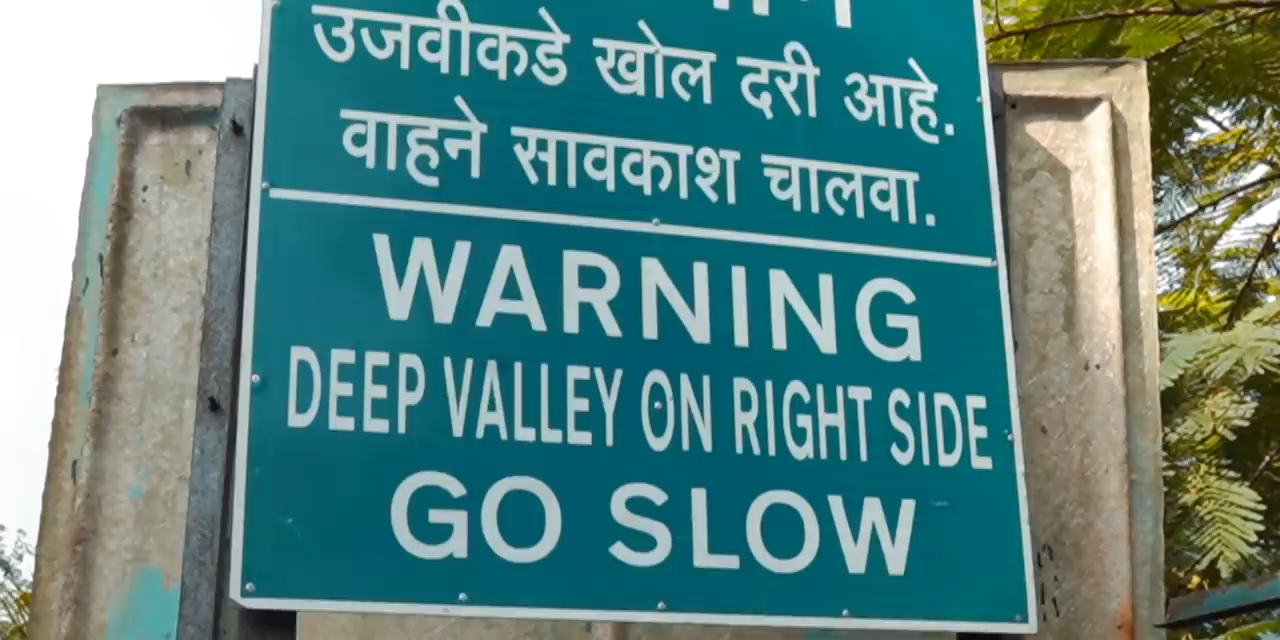 उजवीकडे खोल दरी आहे.
वाहने सावकाश चालवा.
WARNING
DEEP VALLEY ON RIGHT SIDE
GO SLOW